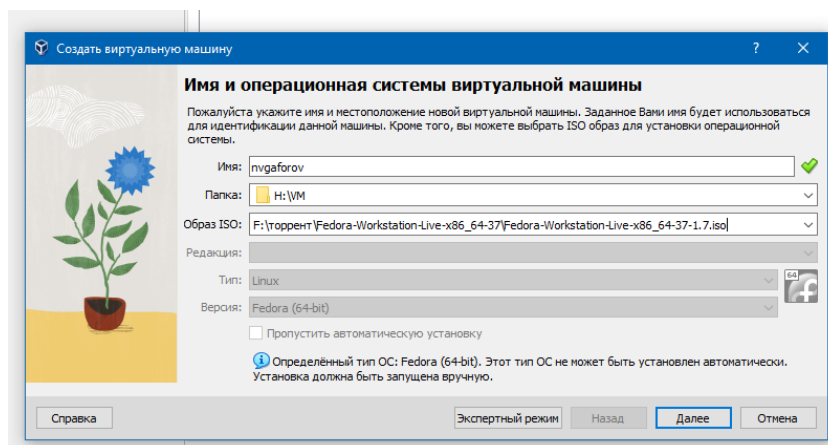 Создать виртуальную машину
Имя и операционная системы виртуальной машины
Пожалуйста укажите имя и местоположение новой виртуальной машины. Заданное Вами имя будет использоваться
для идентификации данной машины. Кроме того, вы можете выбрать ISO образ для установки операционной
системы.
Имя: nvgaforov
Папка: H:\VM
Образ ISO: F:\торрент\Fedora-Workstation-Live-x86_64-37\Fedora-Workstation-Live-x86_64-37-1.7.iso
Редакция:
Тип: Linux
64
Версия: Fedora (64-bit)
Пропустить автоматическую установку
Определённый тип ОС: Fedora (64-bit). Этот тип ОС не может быть установлен автоматически.
Установка должна быть запущена вручную.
Справка Экспертный режим Назад Далее Отмена